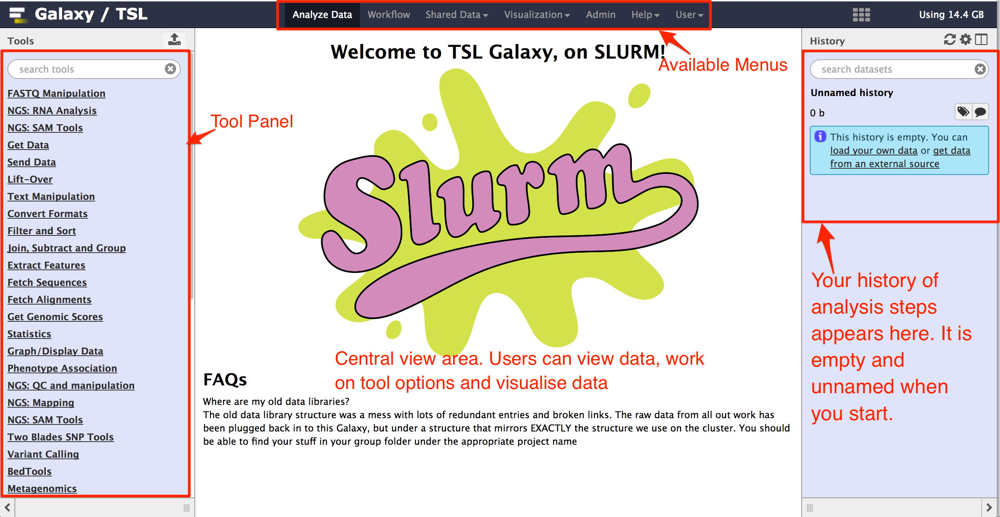 Galaxy / TSL
Analyze Data Workflow Shared Data Visualization Admin Help User
Using 14.4 GB
Tools
search tools
FASTQ Manipulation
NGS: RNA Analysis
NGS: SAM Tools
Get Data
Send Data
Lift-Over
Text Manipulation
Convert Formats
Filter and Sort
Join, Subtract and Group
Extract Features
Fetch Sequences
Fetch Alignments
Get Genomic Scores
Statistics
Graph/Display Data
Phenotype Association
NGS: QC and manipulation
NGS: Mapping
NGS: SAM Tools
Two Blades SNP Tools
Variant Calling
BedTools
Metagenomics
Tool Panel
Welcome to TSL Galaxy, on SLURM!
Available Menus
Slurm
Central view area. Users can view data, work
on tool options and visualise data
FAQs
Where are my old data libraries?
The old data library structure was a mess with lots of redundant entries and broken links. The raw data from all out work has
been plugged back in to this Galaxy, but under a structure that mirrors EXACTLY the structure we use on the cluster. You should
be able to find your stuff in your group folder under the appropriate project name
History
search datasets
Unnamed history
0 b
This history is empty. You can
load your own data or get data
from an external source
Your history of
analysis steps
appears here. It is
empty and
unnamed when
you start.